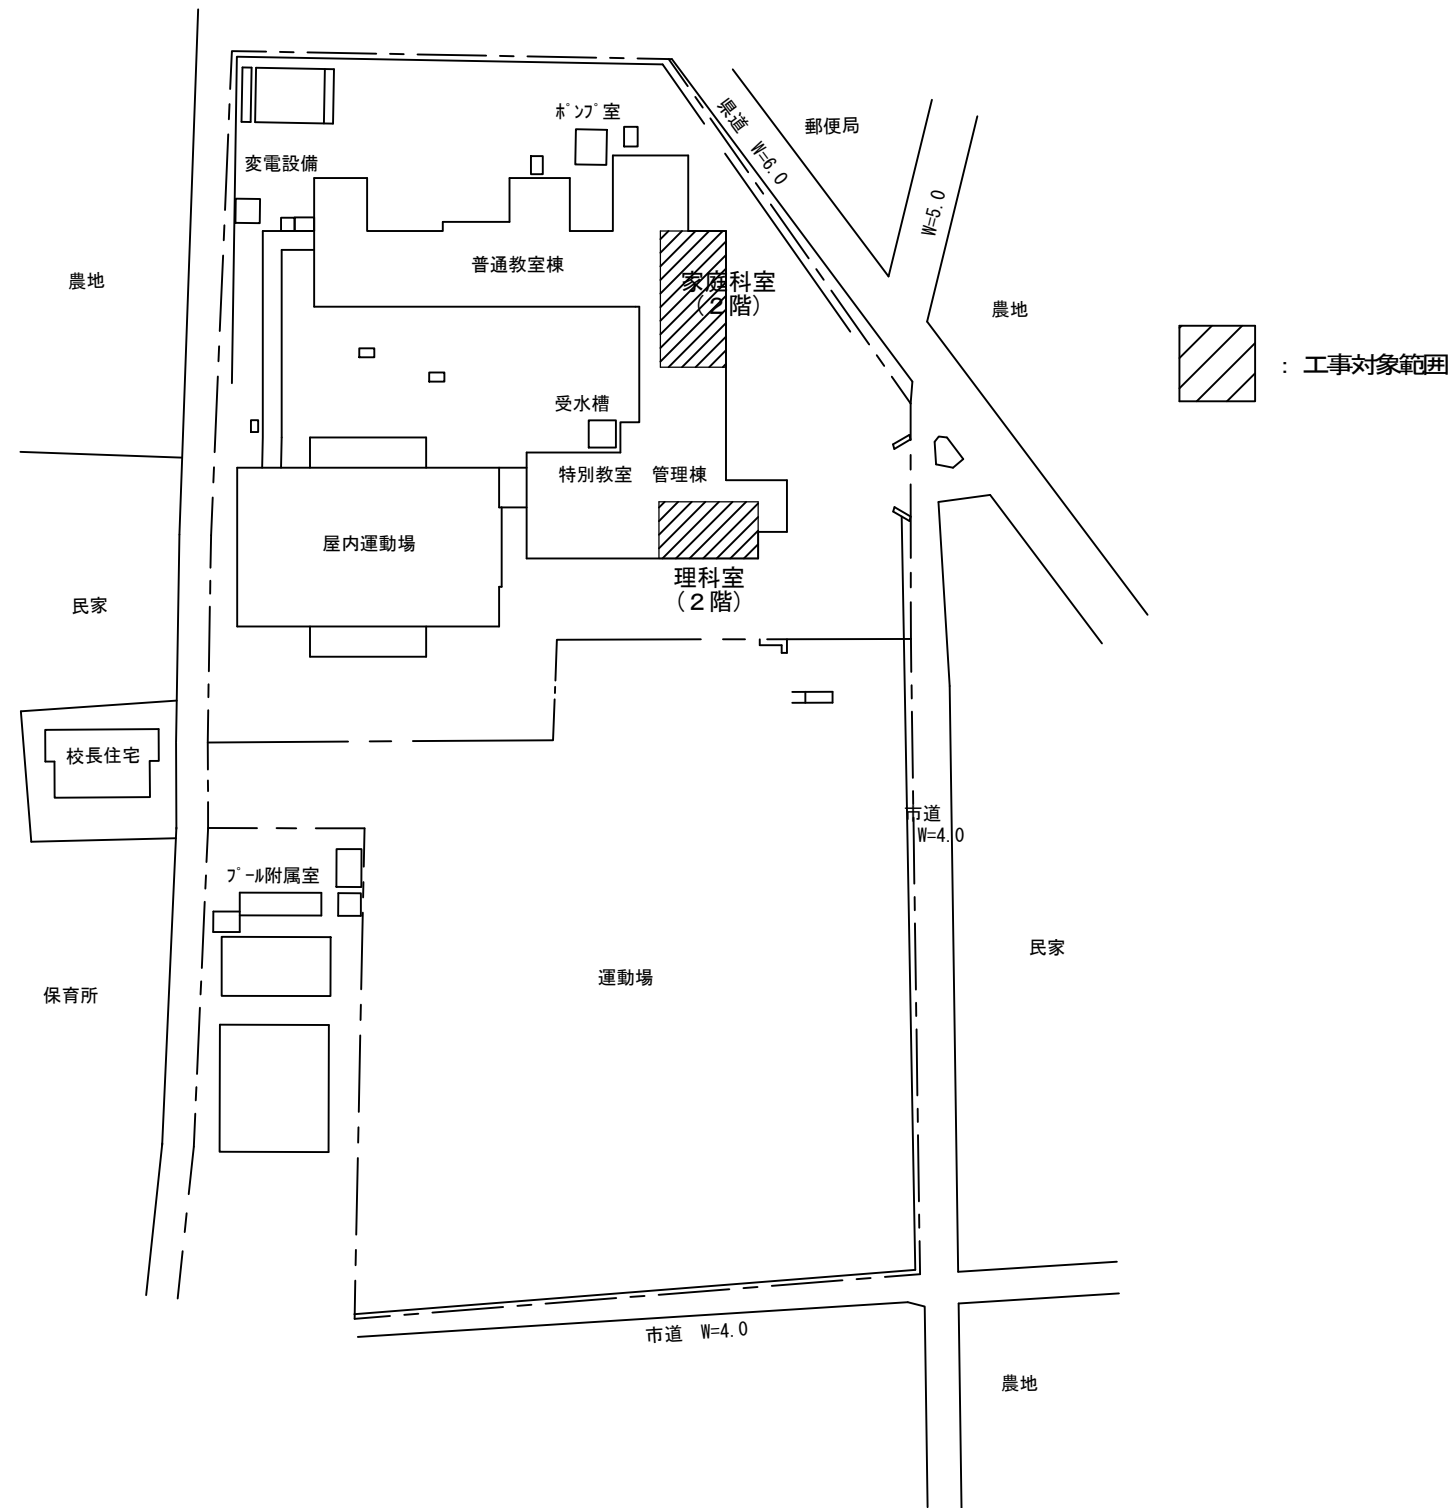 ﾎﾟﾝﾌﾟ室
県道　W=6.0
郵便局
変電設備
W=5.0
普通教室棟
農地
家庭科室
（２階）
農地
：工事対象範囲
受水槽
特別教室　管理棟
屋内運動場
理科室
（２階）
民家
校長住宅
市道
W=4.0
ﾌﾟｰﾙ附属室
民家
運動場
保育所
市道　W=4.0
農地